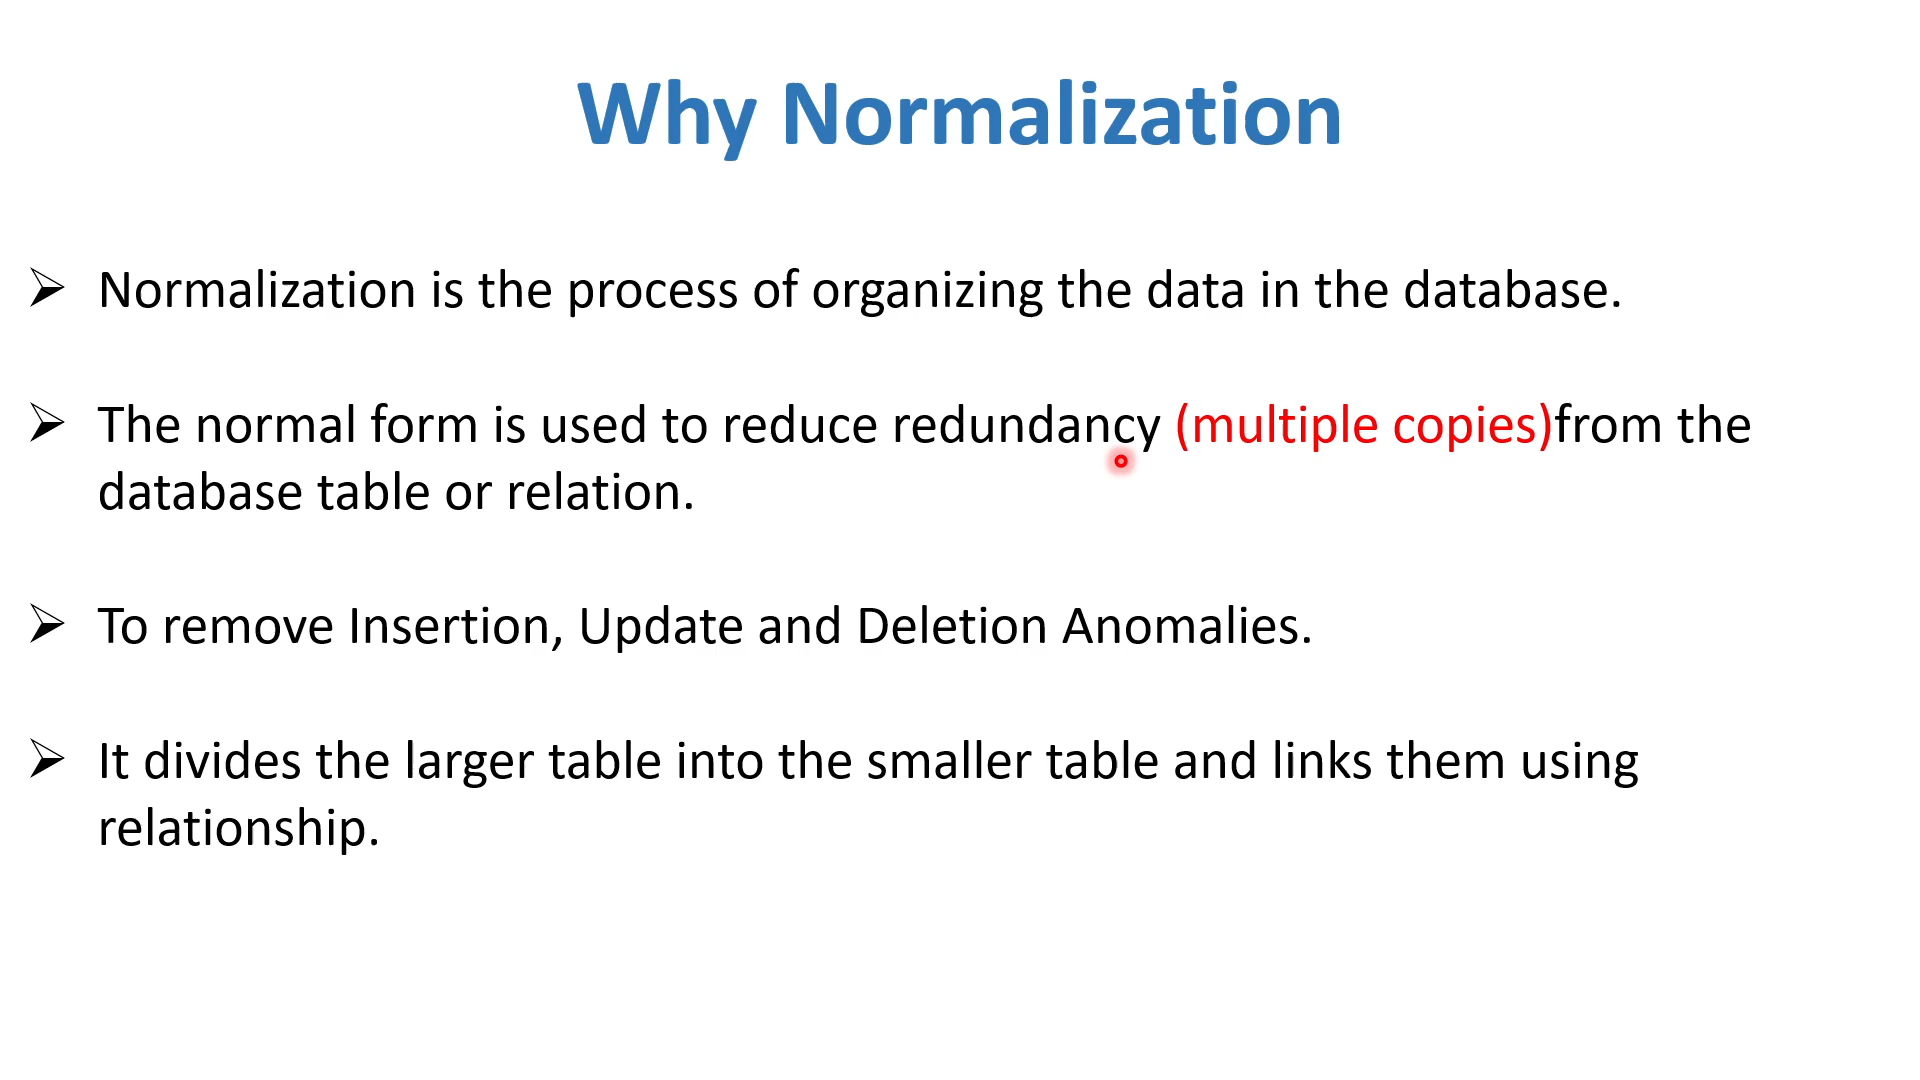 Why Normalization
Normalization is the process of organizing the data in the database.
The normal form is used to reduce redundancy (multiple copies)from the
database table or relation.
To remove Insertion, Update and Deletion Anomalies.
It divides the larger table into the smaller table and links them using
relationship.